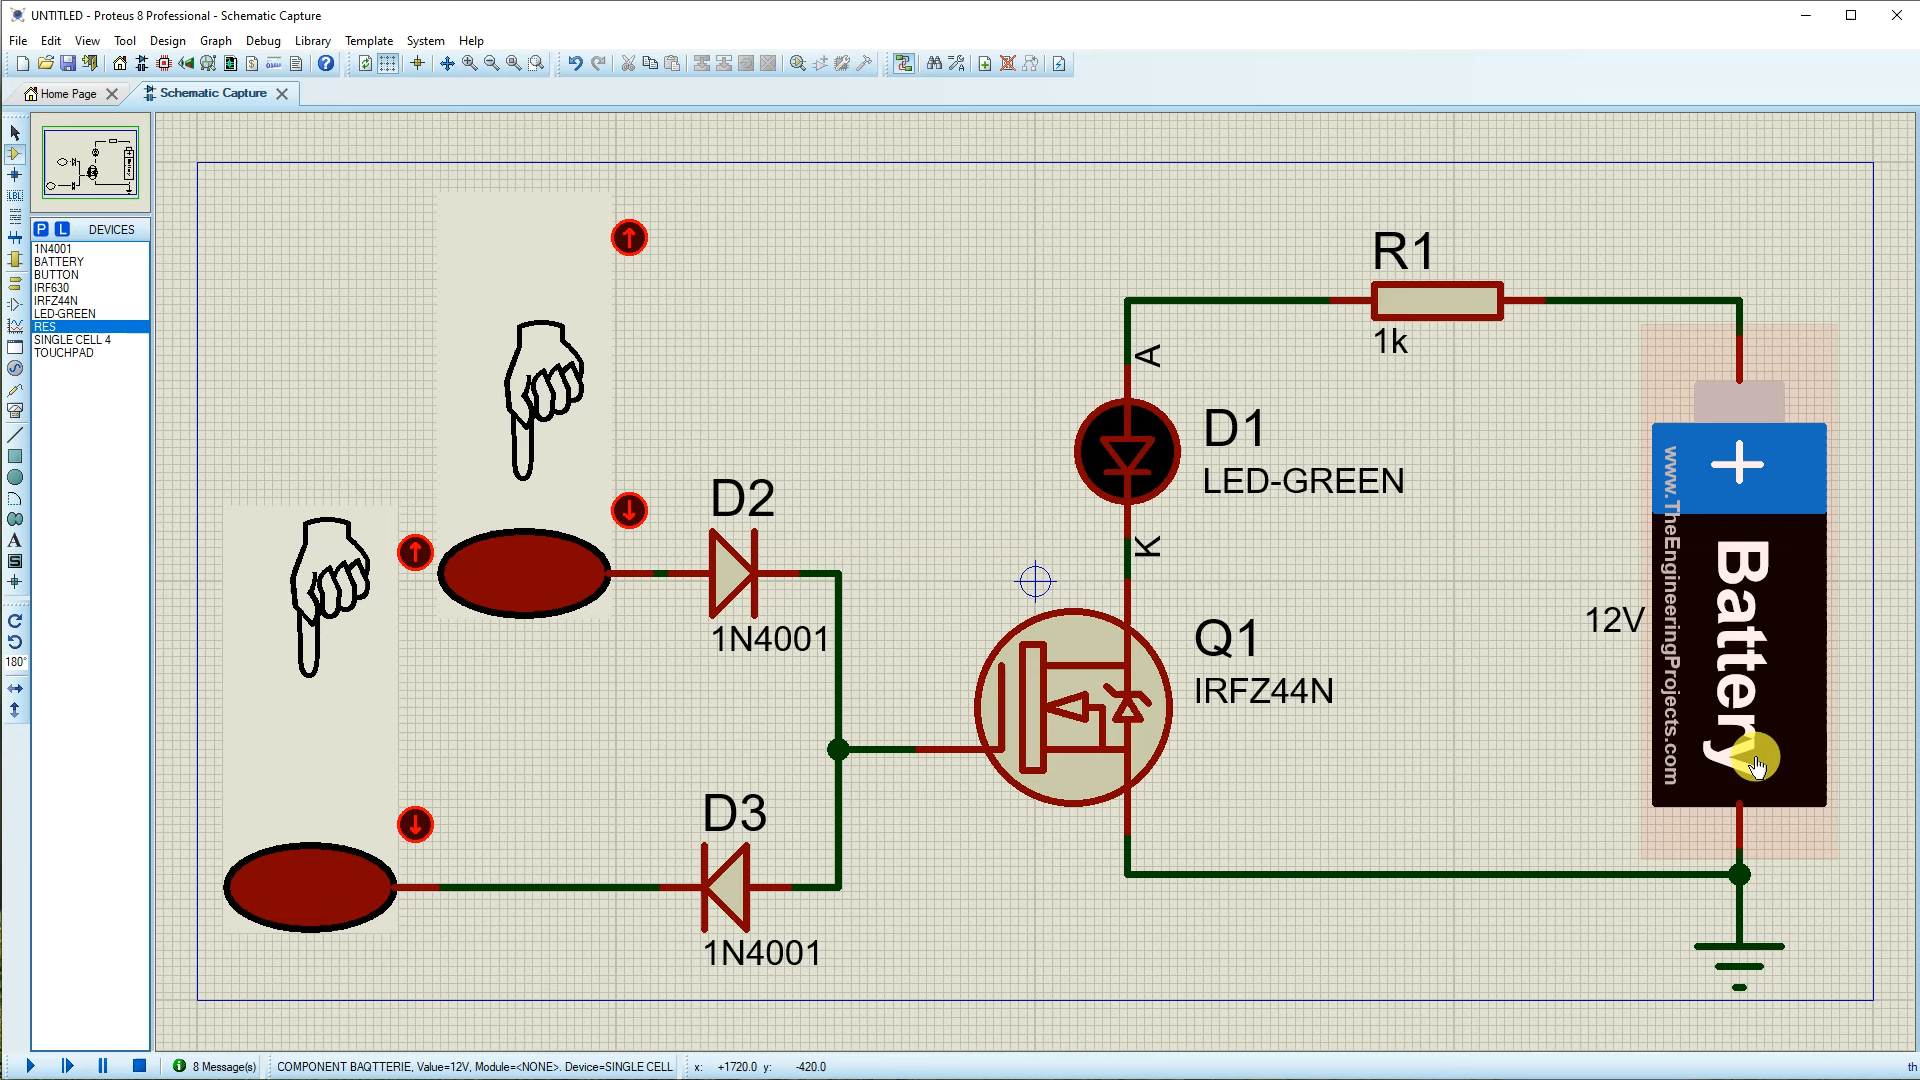 UNTITLED - Proteus 8 Professional - Schematic Capture
File Edit View Tool Design Graph Debug Library Template System Help
Home Page
Schematic Capture
P L DEVICES
1N4001
BATTERY
BUTTON
IRF630
IRFZ44N
LED-GREEN
RES
SINGLE CELL 4
TOUCHPAD
LBL
A
S
180°
R1
1k
A
D1
LED-GREEN
K
D2
1N4001
Q1
IRFZ44N
12V
+
Battery
www.TheEngineeringProjects.com
D3
1N4001
8 Message(s)
COMPONENT BAQTTERIE, Value=12V, Module=<NONE>. Device=SINGLE CELL
x: +1720.0 y: -420.0
th